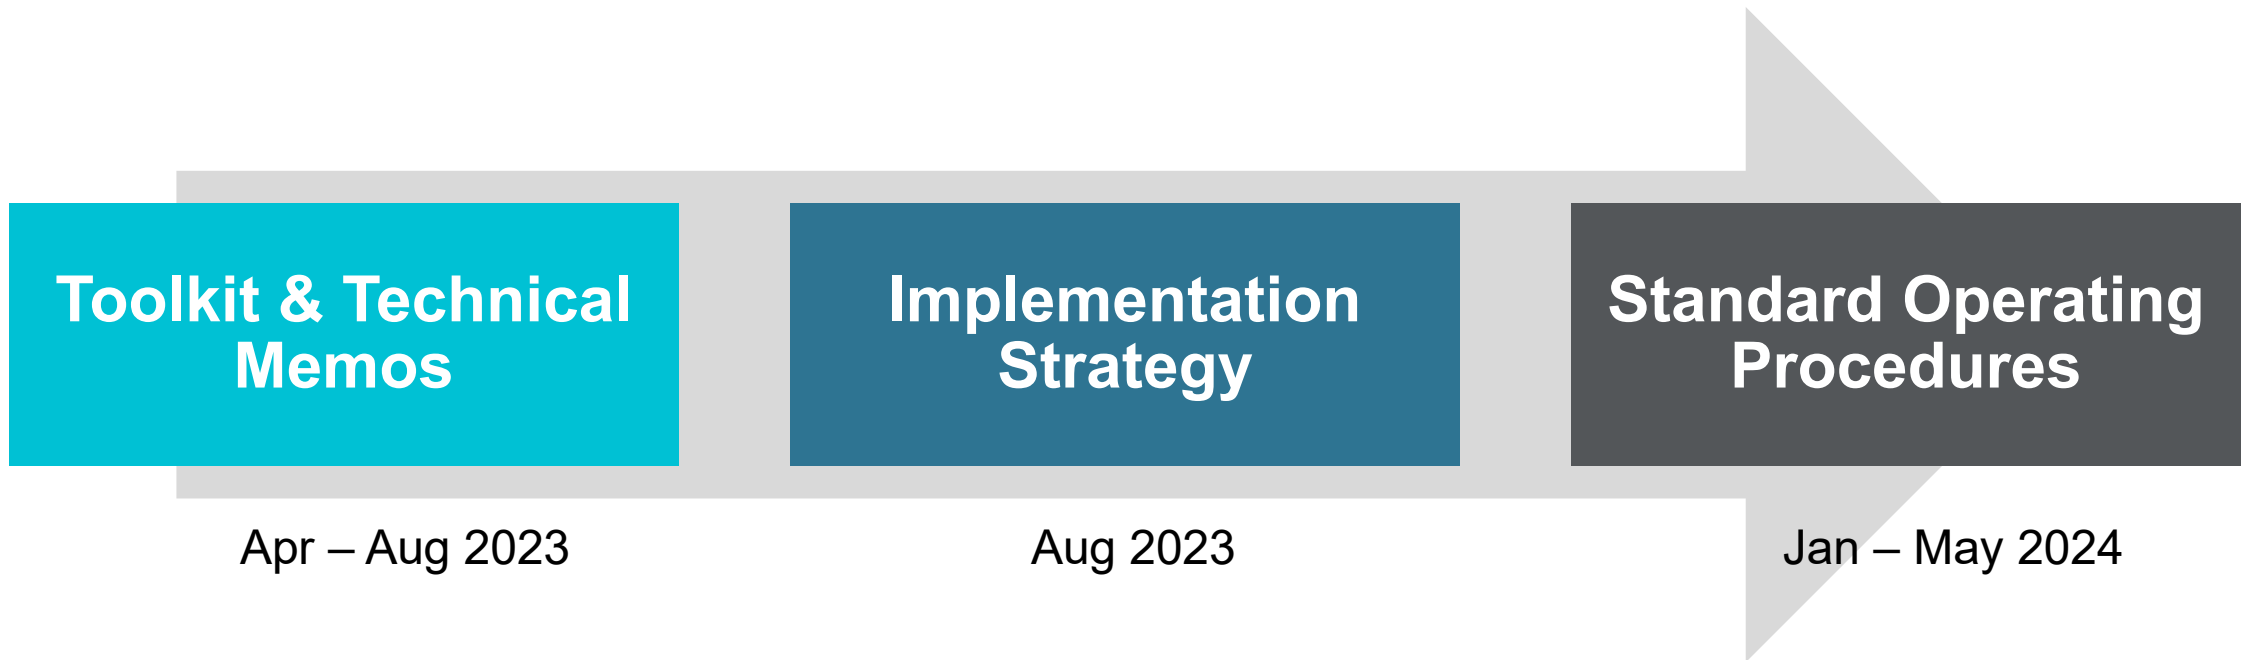 Toolkit & Technical
Memos
Implementation
Strategy
Standard Operating
Procedures
Apr – Aug 2023
Aug 2023
Jan – May 2024